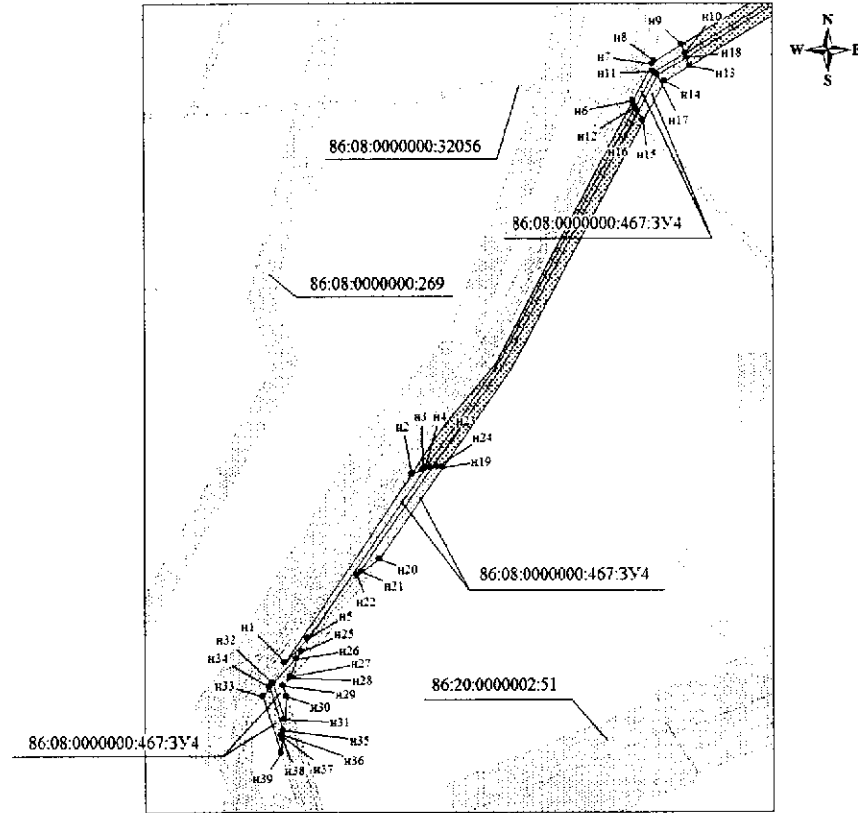 н9
н10
N
н8
W
E
н7
н18
н11
н13
S
н14
н6
н17
86:08:0000000:32056
н12
н15
н16
86:08:0000000:467:ЗУ4
86:08:0000000:269
н3
н4
н23
н2
н24
н19
н20
86:08:0000000:467:ЗУ4
н21
н22
н5
н25
н32
н1
н26
н34
н27
н28
н33
н29
86:20:0000002:51
н30
н31
86:08:0000000:467:ЗУ4
н35
н36
н37
н38
н39